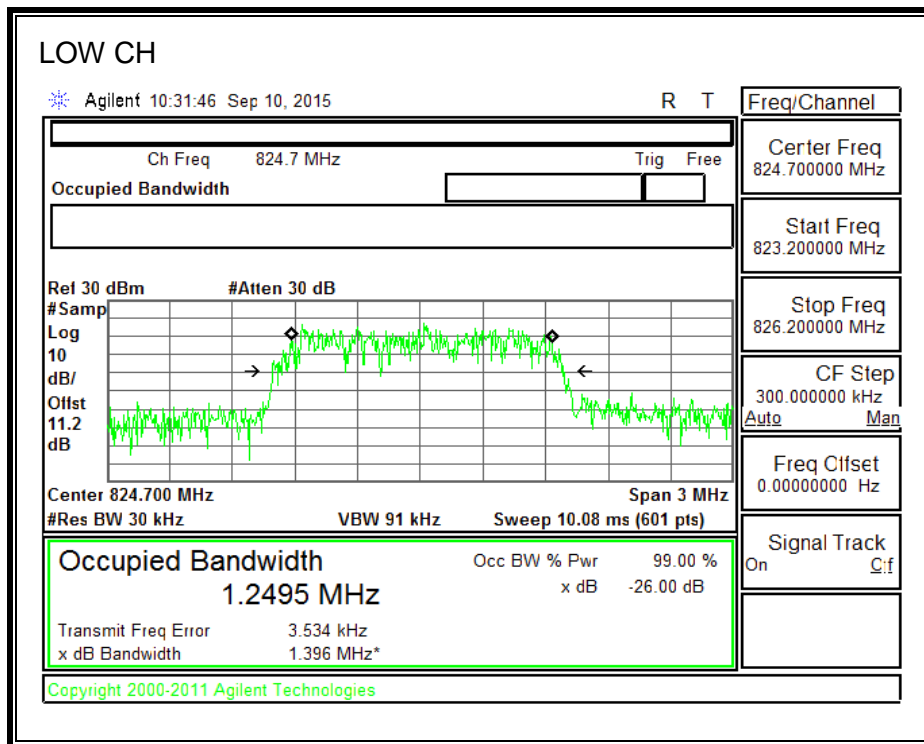 LOW CH
Agilent 10:31:46 Sep 10, 2015 R T
Freq/Channel
Ch Freq 824.7 MHz Trig Free
Occupied Bandwidth
Center Freq
824.700000 MHz
Start Freq
823.200000 MHz
Stop Freq
826.200000 MHz
CF Step
300.000000 kHz
Auto Man
Freq Offset
0.00000000 Hz
Signal Track
On Off
Ref 30 dBm #Atten 30 dB
#Samp
Log
10
dB/
Offst
11.2
dB
Center 824.700 MHz Span 3 MHz
#Res BW 30 kHz VBW 91 kHz Sweep 10.08 ms (601 pts)
Occupied Bandwidth Occ BW % Pwr 99.00 %
1.2495 MHz x dB -26.00 dB
Transmit Freq Error 3.534 kHz
x dB Bandwidth 1.396 MHz*
Copyright 2000-2011 Agilent Technologies